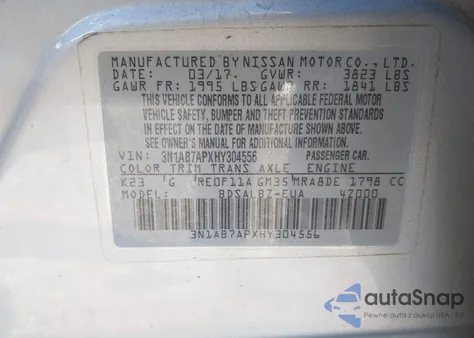 MANUFACTURED BY NISSAN MOTOR CO., LTD.
DATE: 03/17. GVWR: 3823 LBS
GAWR FR: 1995 LBS GAWR RR: 1841 LBS
THIS VEHICLE CONFORMS TO ALL APPLICABLE FEDERAL MOTOR
VEHICLE SAFETY, BUMPER AND THEFT PREVENTION STANDARDS
IN EFFECT ON THE DATE OF MANUFACTURE SHOWN ABOVE.
SEE OWNER'S MANUAL FOR ADDITIONAL INFORMATION
VIN: 3N1AB7APXHY304556 PASSENGER CAR.
COLOR TRIM TRANS AXLE ENGINE
K23 G RE0F11A GM35 MRA8DE 1798 CC
MODEL: BDSALBZ-EUA 4Z000
3N1AB7APXHY304556
autoSnap